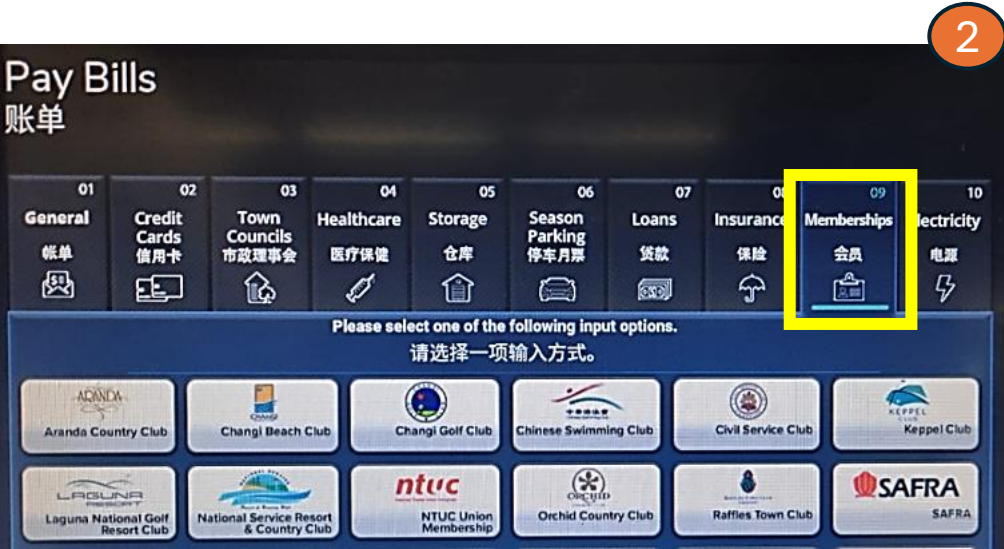 2
Pay Bills
账单
01
General
帐单
02
Credit
Cards
信用卡
03
Town
Councils
市政理事会
04
Healthcare
医疗保健
05
Storage
仓库
06
Season
Parking
停车月票
07
Loans
贷款
Insurance
保险
09
Memberships
会员
10
lectricity
电源
Please select one of the following input options.
请选择一项输入方式。
ARANDA
Aranda Country Club
CHANGI
Changi Beach Club
Changi Golf Club
Chinese Swimming Club
Civil Service Club
KEPPEL
CLUB
Keppel Club
LAGUNA
Laguna National Golf
Resort Club
National Service Resort
& Country Club
ntuc
NTUC Union
Membership
ORCHID
Orchid Country Club
Raffles Town Club
SAFRA
SAFRA